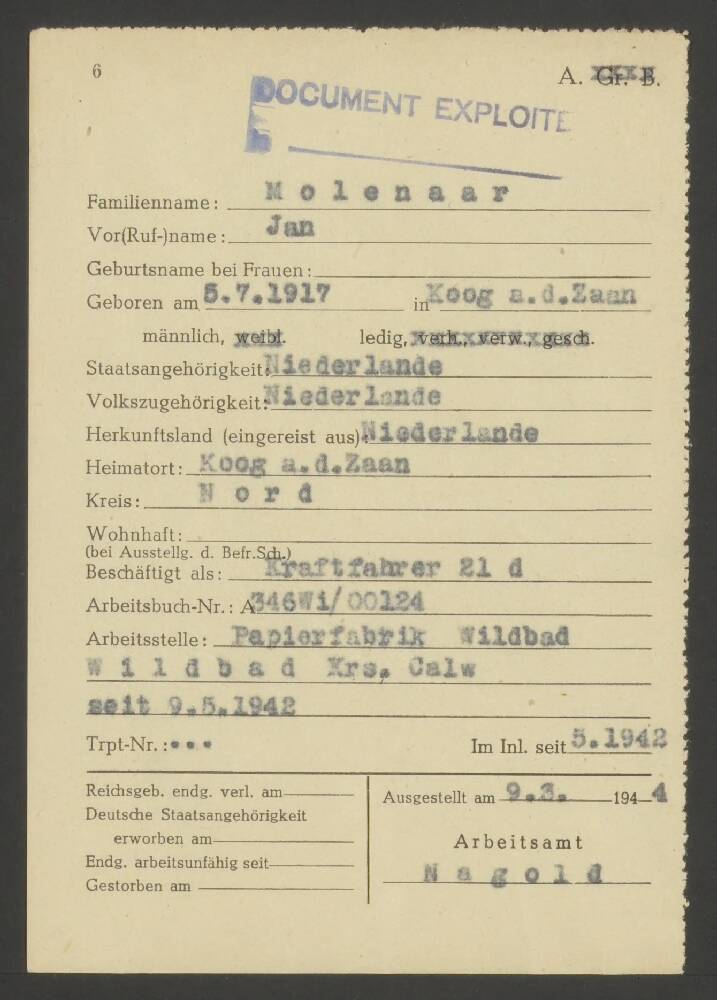 6
A. Gr. B.
DOCUMENT EXPLOITE
Familienname: Molenaar
Vor(Ruf-)name: Jan
Geburtsname bei Frauen:
Geboren am 5.7.1917 in Koog a.d.Zaan
männlich, weibl. ledig, verh., verw., gesch.
Staatsangehörigkeit: Niederlande
Volkszugehörigkeit: Niederlande
Herkunftsland (eingereist aus): Niederlande
Heimatort: Koog a.d.Zaan
Kreis: Nord
Wohnhaft:
(bei Ausstellg. d. Befr.Sch.)
Beschäftigt als: Kraftfahrer 21 d
Arbeitsbuch-Nr.: A346Wi/00124
Arbeitsstelle: Papierfabrik Wildbad
Wildbad Krs. Calw
seit 9.5.1942
Trpt-Nr.: ... Im Inl. seit 5.1942
Reichsgeb. endg. verl. am
Deutsche Staatsangehörigkeit
erworben am
Endg. arbeitsunfähig seit
Gestorben am
Ausgestellt am 9.3. 1944
Arbeitsamt
Nagold